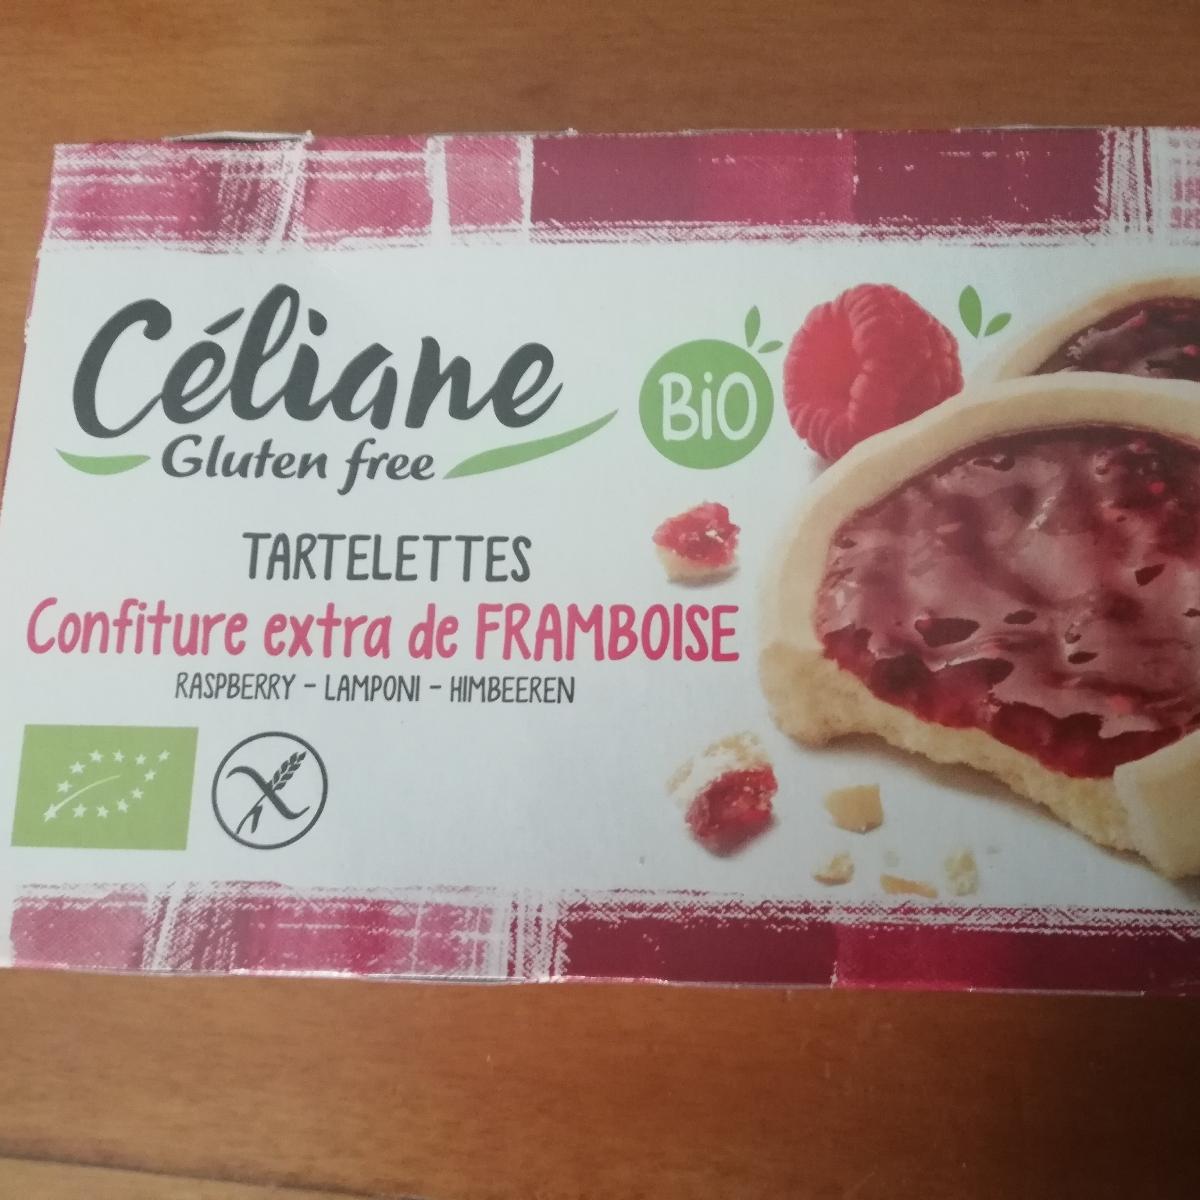 Céliane
Gluten free
BiO
TARTELETTES
Confiture extra de FRAMBOISE
RASPBERRY - LAMPONI - HIMBEEREN